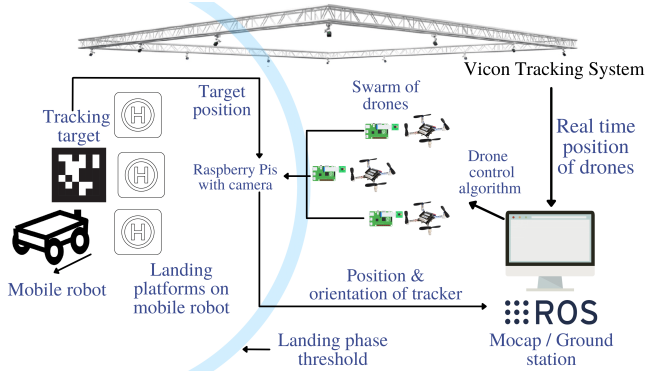 Vicon Tracking System
Swarm of
drones
Target
position
Tracking
target
H
H
H
Raspberry Pis
with camera
Real time
position
of drones
Drone
control
algorithm
Mobile robot
Landing
platforms on
mobile robot
Position &
orientation of tracker
ROS
Mocap / Ground
station
Landing phase
threshold